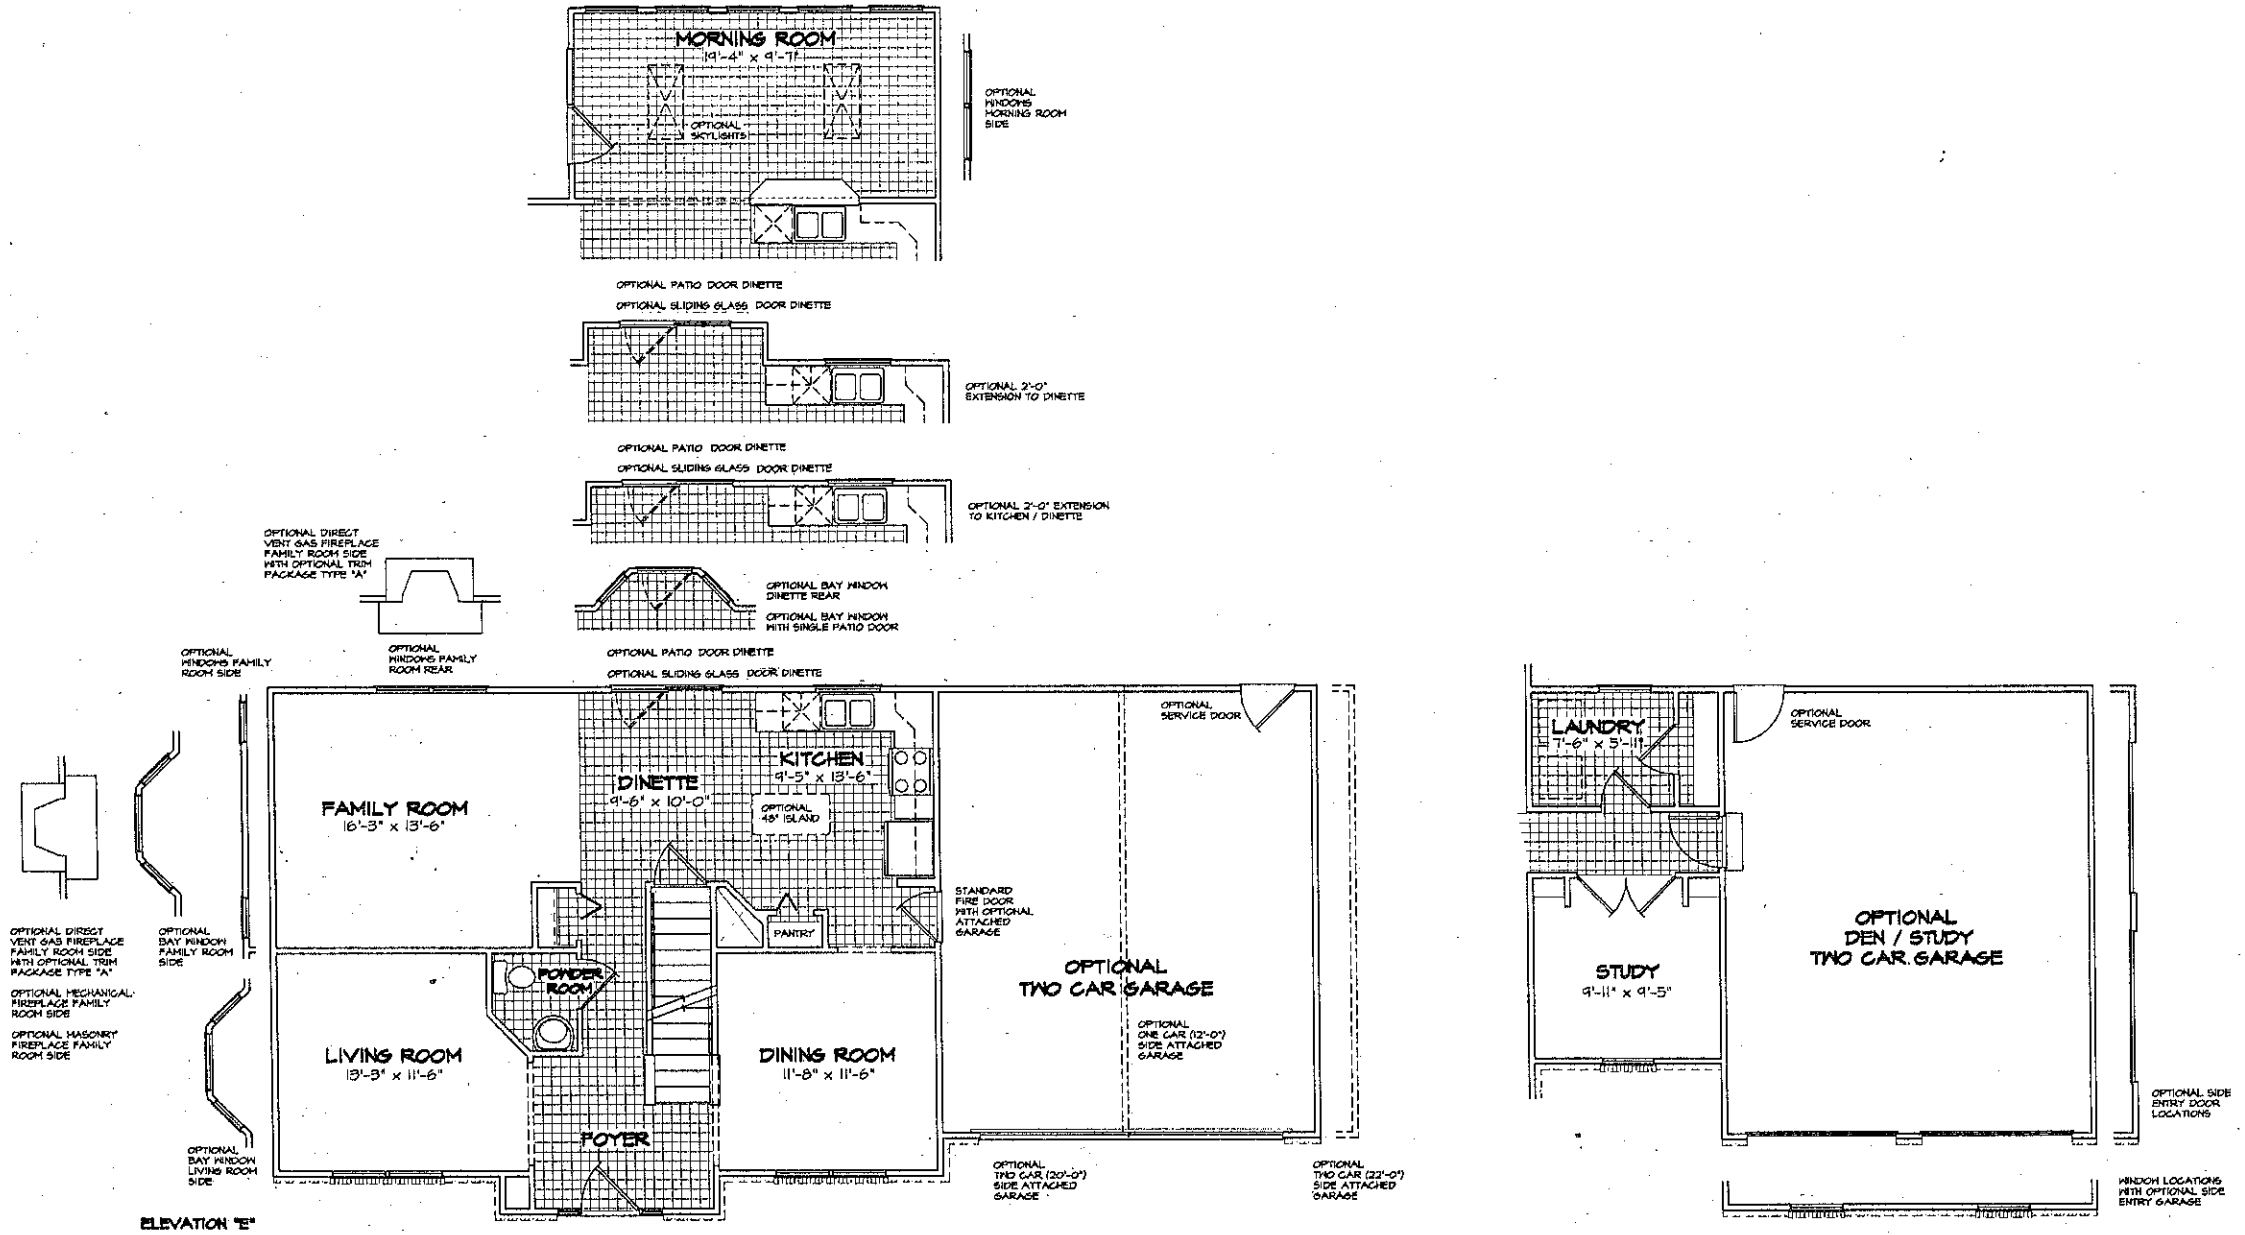 MORNING ROOM
19'-4" x 9'-7"
OPTIONAL
SKYLIGHTS
OPTIONAL
WINDOWS
MORNING ROOM
SIDE
OPTIONAL PATIO DOOR DINETTE
OPTIONAL SLIDING GLASS DOOR DINETTE
OPTIONAL 2'-0"
EXTENSION TO DINETTE
OPTIONAL PATIO DOOR DINETTE
OPTIONAL SLIDING GLASS DOOR DINETTE
OPTIONAL 2'-0" EXTENSION
TO KITCHEN / DINETTE
OPTIONAL DIRECT
VENT GAS FIREPLACE
FAMILY ROOM SIDE
WITH OPTIONAL TRIM
PACKAGE TYPE "A"
OPTIONAL BAY WINDOW
DINETTE REAR
OPTIONAL BAY WINDOW
WITH SINGLE PATIO DOOR
OPTIONAL
WINDOWS FAMILY
ROOM SIDE
OPTIONAL
WINDOWS FAMILY
ROOM REAR
OPTIONAL PATIO DOOR DINETTE
OPTIONAL SLIDING GLASS DOOR DINETTE
FAMILY ROOM
16'-3" x 13'-6"
DINETTE
9'-6" x 10'-0"
KITCHEN
9'-5" x 13'-6"
OPTIONAL
48" ISLAND
PANTRY
OPTIONAL
SERVICE DOOR
STANDARD
FIRE DOOR
WITH OPTIONAL
ATTACHED
GARAGE
OPTIONAL
TWO CAR GARAGE
OPTIONAL
ONE CAR (12'-0")
SIDE ATTACHED
GARAGE
OPTIONAL DIRECT
VENT GAS FIREPLACE
FAMILY ROOM SIDE
WITH OPTIONAL TRIM
PACKAGE TYPE "A"
OPTIONAL MECHANICAL
FIREPLACE FAMILY
ROOM SIDE
OPTIONAL MASONRY
FIREPLACE FAMILY
ROOM SIDE
OPTIONAL
BAY WINDOW
FAMILY ROOM
SIDE
POWDER
ROOM
LIVING ROOM
13'-3" x 11'-6"
DINING ROOM
11'-8" x 11'-6"
FOYER
OPTIONAL
BAY WINDOW
LIVING ROOM
SIDE
OPTIONAL
TWO CAR (20'-0")
SIDE ATTACHED
GARAGE
OPTIONAL
TWO CAR (22'-0")
SIDE ATTACHED
GARAGE
ELEVATION "E"
LAUNDRY
7'-6" x 5'-11"
OPTIONAL
SERVICE DOOR
STUDY
9'-11" x 9'-5"
OPTIONAL
DEN / STUDY
TWO CAR GARAGE
OPTIONAL SIDE
ENTRY DOOR
LOCATIONS
WINDOW LOCATIONS
WITH OPTIONAL SIDE
ENTRY GARAGE